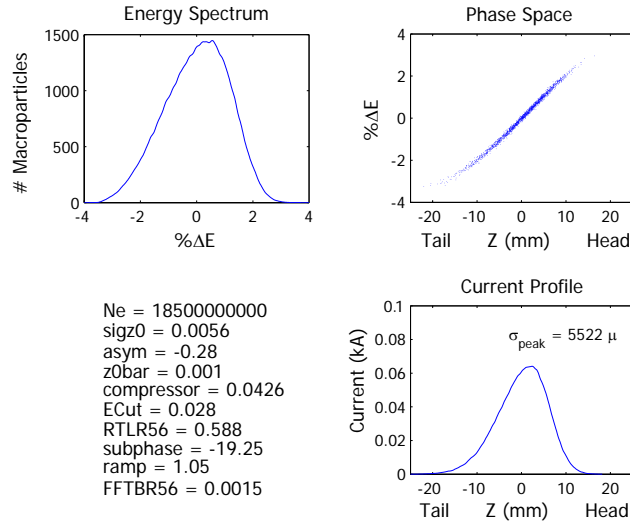 Energy Spectrum
# Macroparticles
1500
1000
500
0
-4 -2 0 2 4
%ΔE
Phase Space
%ΔE
4
2
0
-2
-4
-20 -10 0 10 20
Tail Z (mm) Head
Ne = 18500000000
sigz0 = 0.0056
asym = -0.28
z0bar = 0.001
compressor = 0.0426
ECut = 0.028
RTLR56 = 0.588
subphase = -19.25
ramp = 1.05
FFTBR56 = 0.0015
Current Profile
Current (kA)
0.1
0.08
0.06
0.04
0.02
0
σpeak = 5522 μ
-20 -10 0 10 20
Tail Z (mm) Head